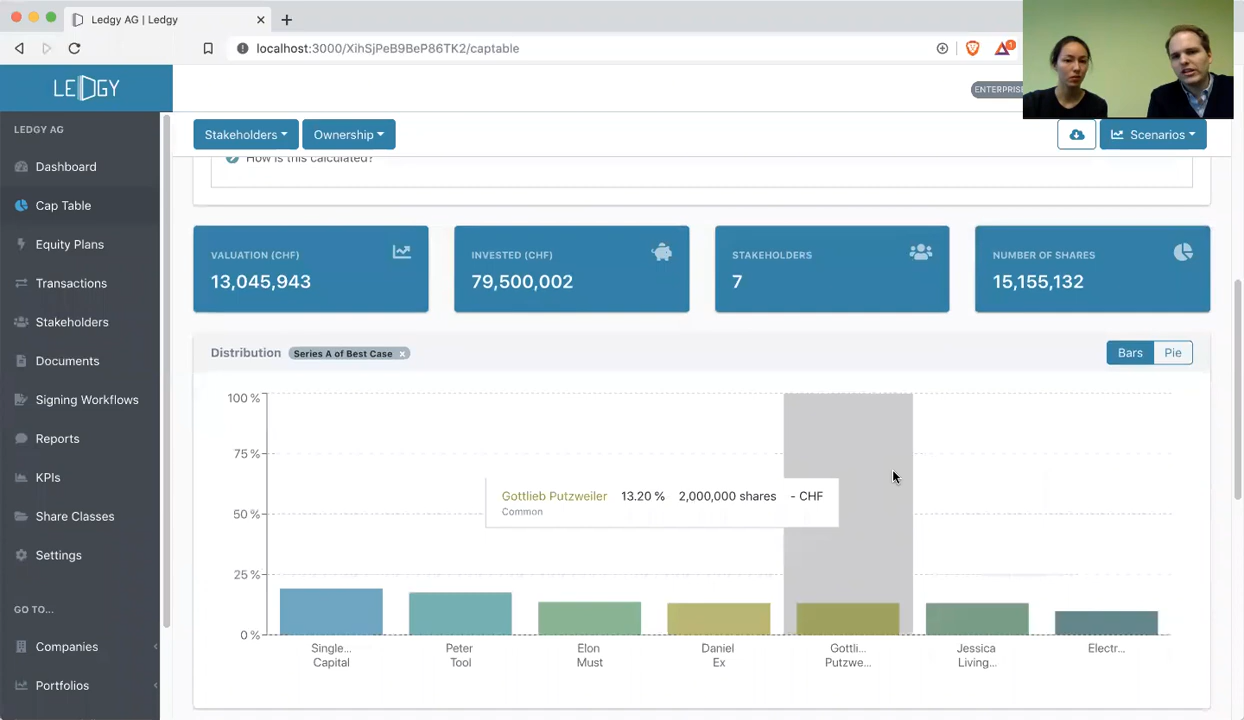 Ledgy AG | Ledgy
localhost:3000/XihSjPeB9BeP86TK2/captable
1
LEDGY
ENTERPRISE
LEDGY AG
Dashboard
Cap Table
Equity Plans
Transactions
Stakeholders
Documents
Signing Workflows
Reports
KPIs
Share Classes
Settings
GO TO...
Companies
Portfolios
Stakeholders Ownership Scenarios
How is this calculated?
VALUATION (CHF)
13,045,943
INVESTED (CHF)
79,500,002
STAKEHOLDERS
7
NUMBER OF SHARES
15,155,132
Distribution Series A of Best Case ×
Bars Pie
100 %
75 %
50 %
25 %
0 %
Gottlieb Putzweiler 13.20 % 2,000,000 shares - CHF
Common
Single...
Capital
Peter
Tool
Elon
Must
Daniel
Ex
Gottli...
Putzwe...
Jessica
Living...
Electr...